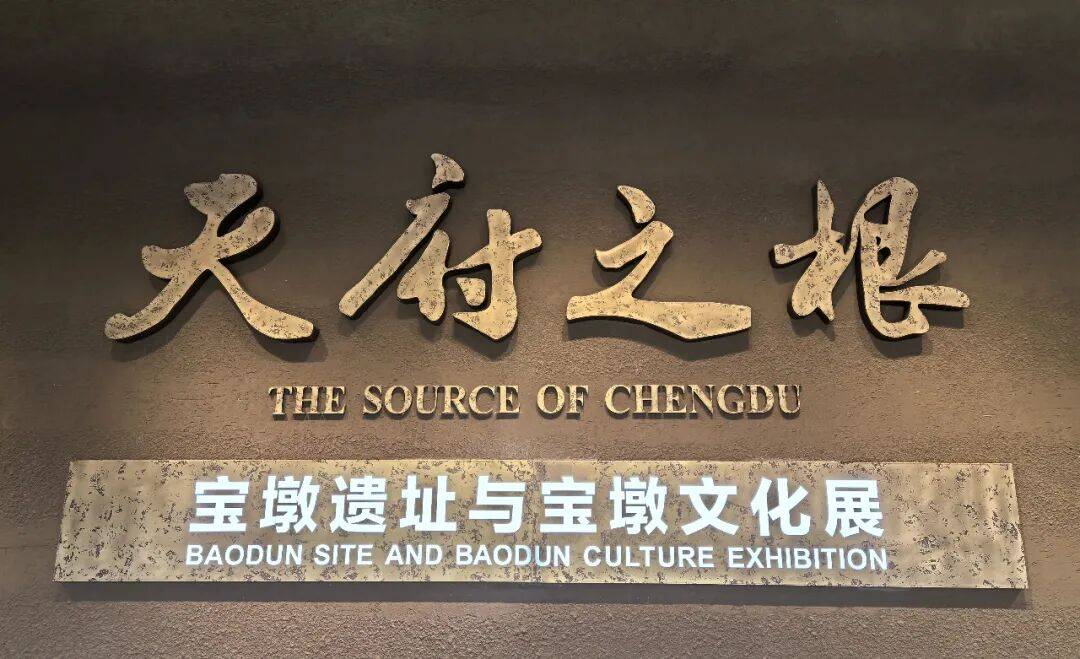 天府之根
THE SOURCE OF CHENGDU
宝墩遗址与宝墩文化展
BAODUN SITE AND BAODUN CULTURE EXHIBITION